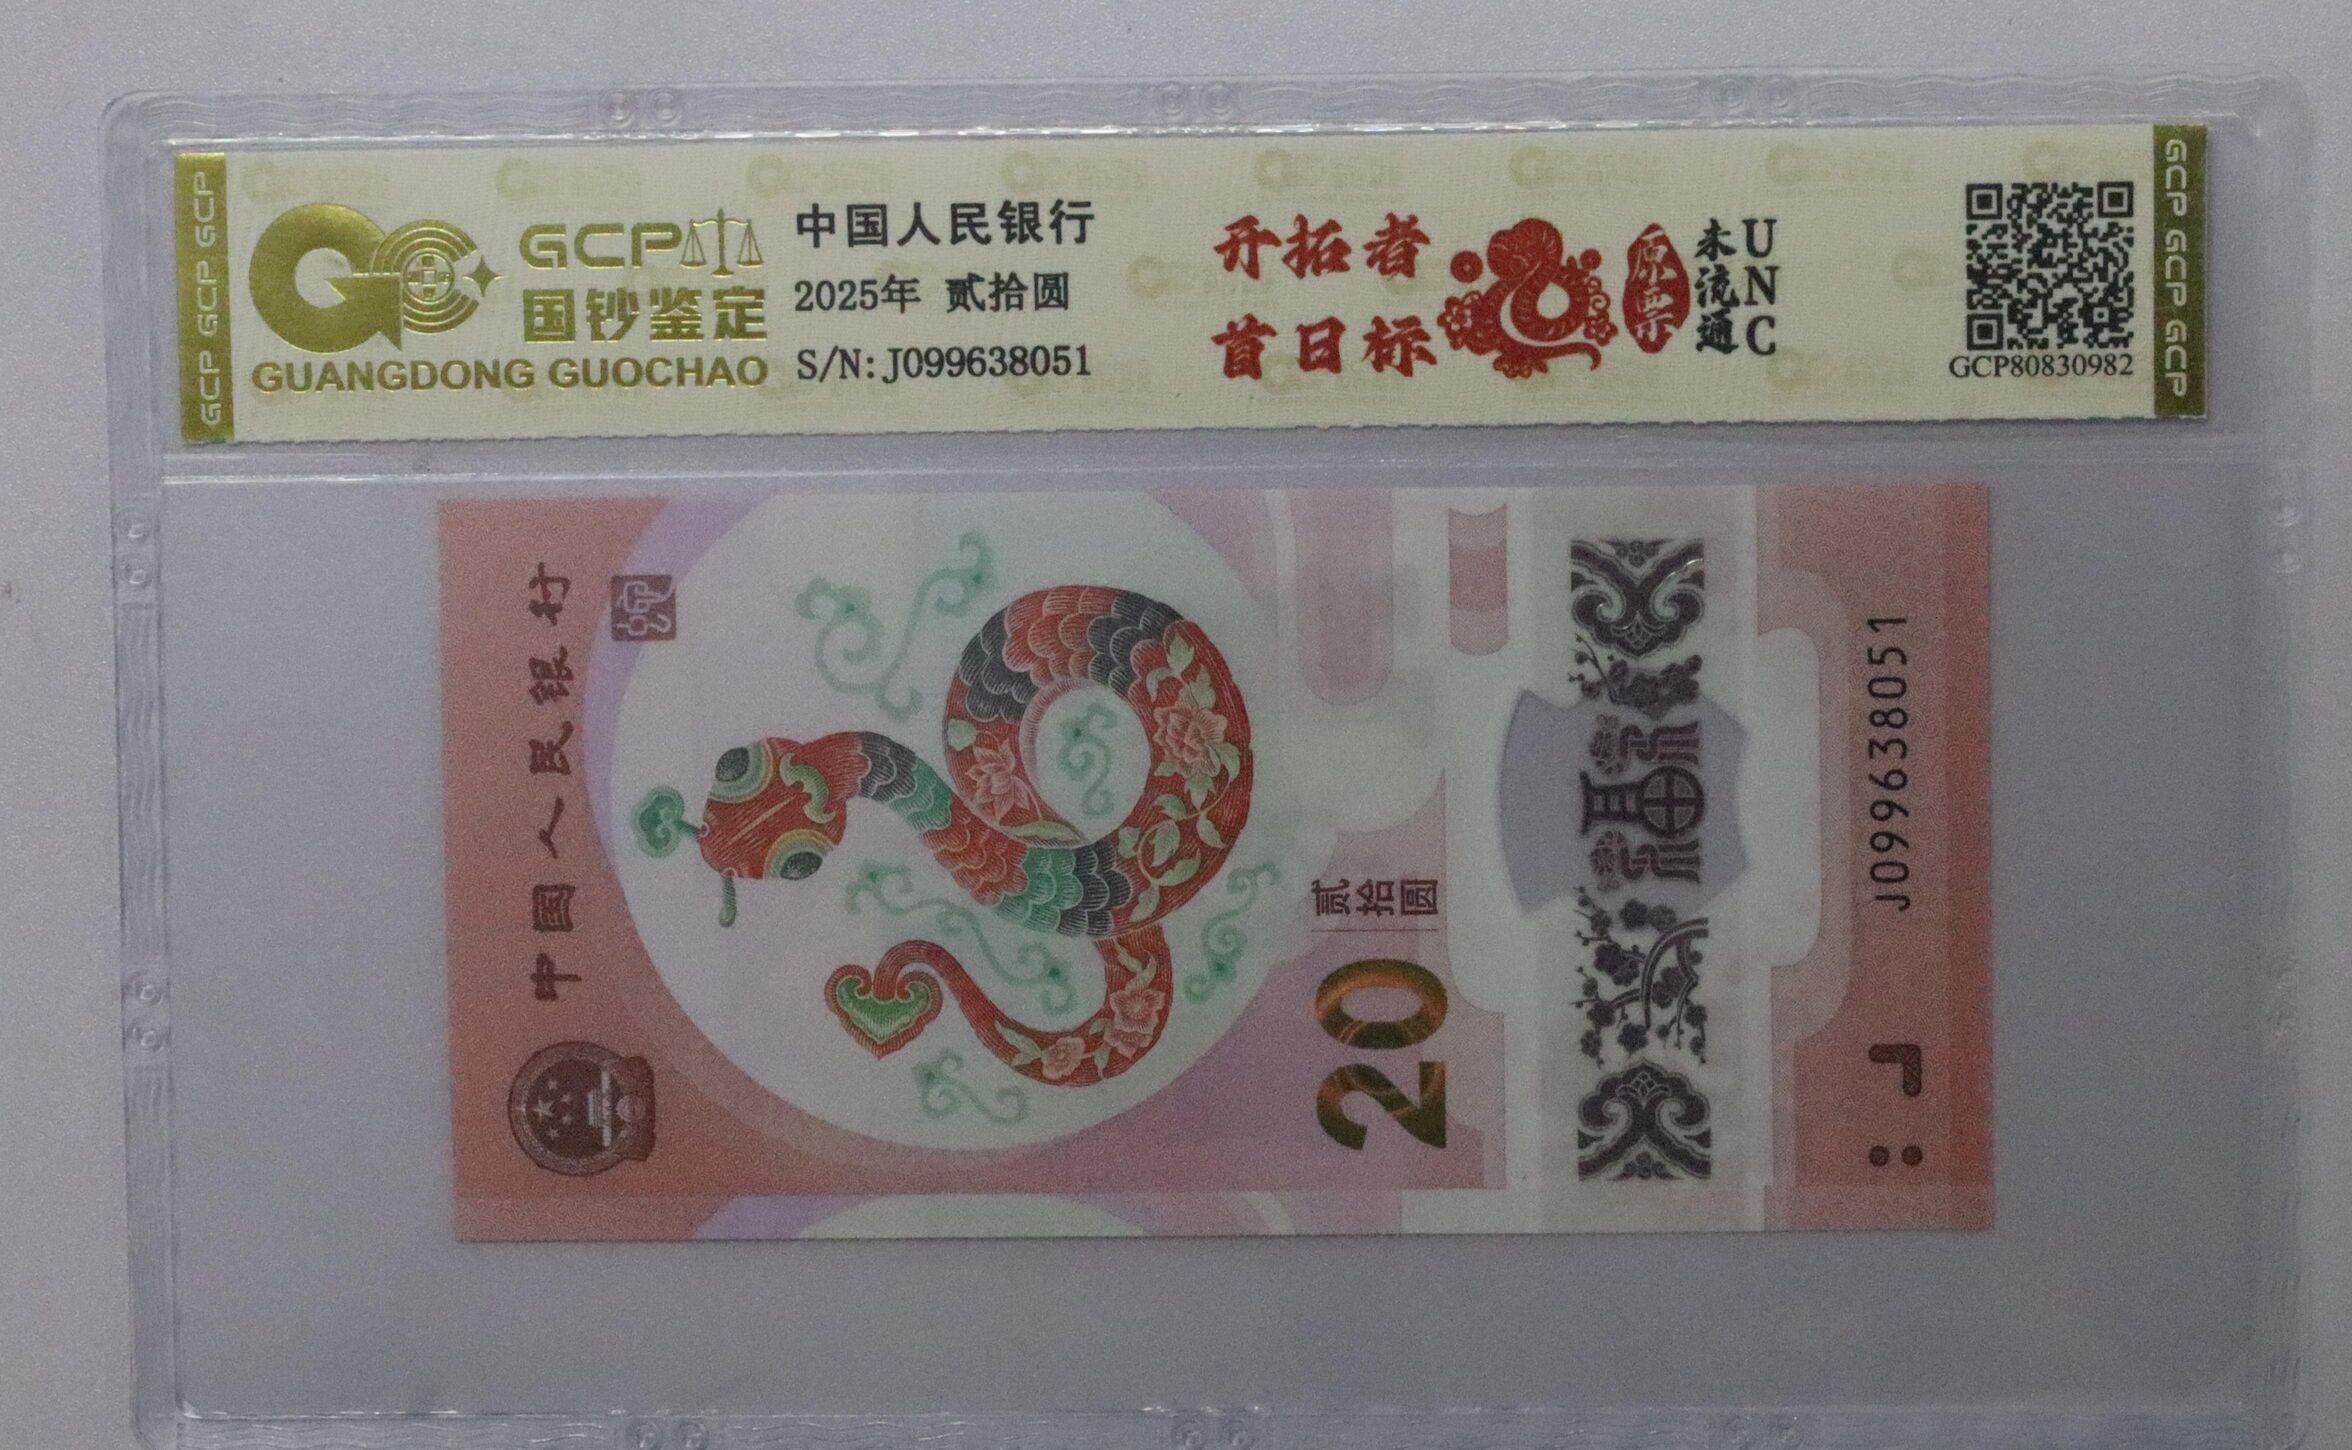 GCP GCP GCP
GCP
国钞鉴定
GUANGDONG GUOCHAO
中国人民银行
2025年 贰拾圆
S/N: J099638051
开拓者
首日标
原票
未流通
UNC
GCP80830982
GCP GCP GCP
中国人民银行
贰拾圆
20
福
J099638051